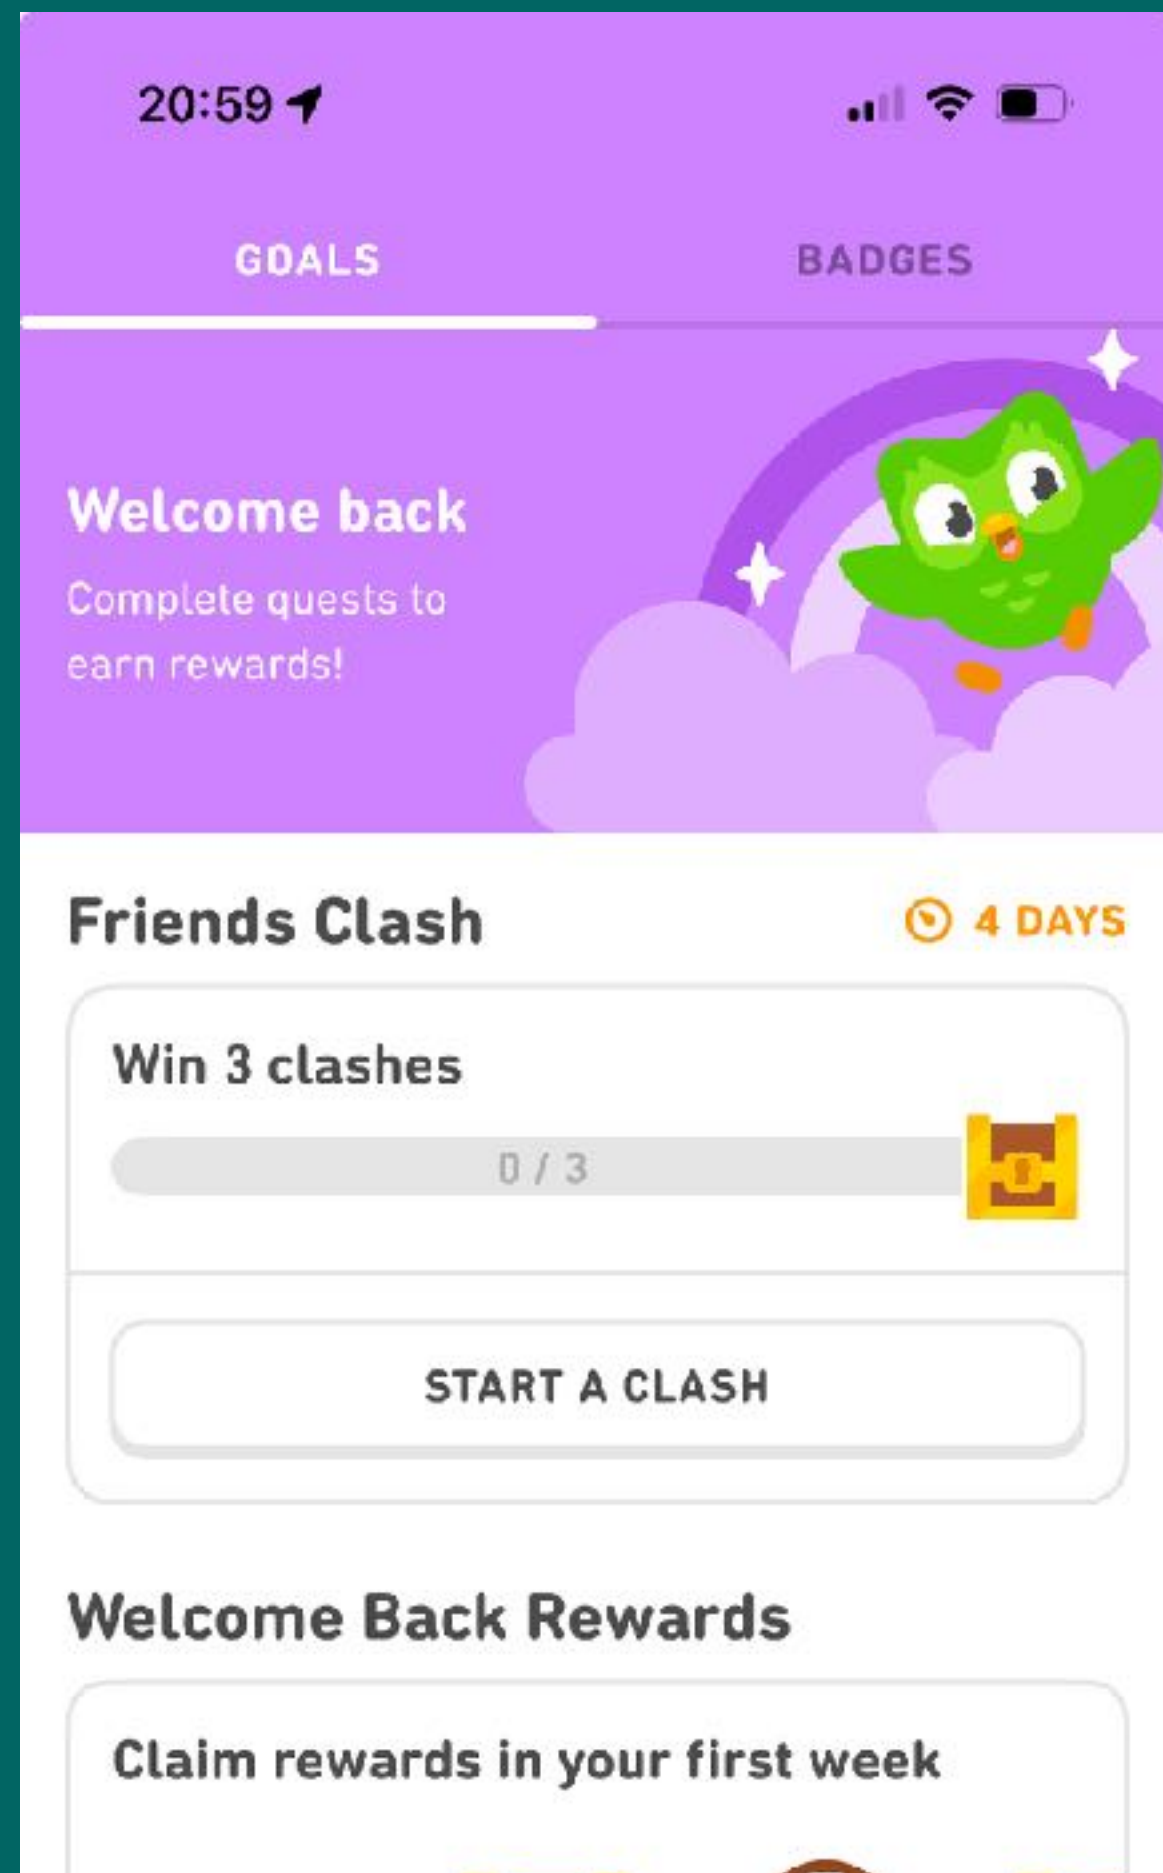 20:59
GOALS
BADGES
Welcome back
Complete quests to
earn rewards!
Friends Clash
4 DAYS
Win 3 clashes
0 / 3
START A CLASH
Welcome Back Rewards
Claim rewards in your first week